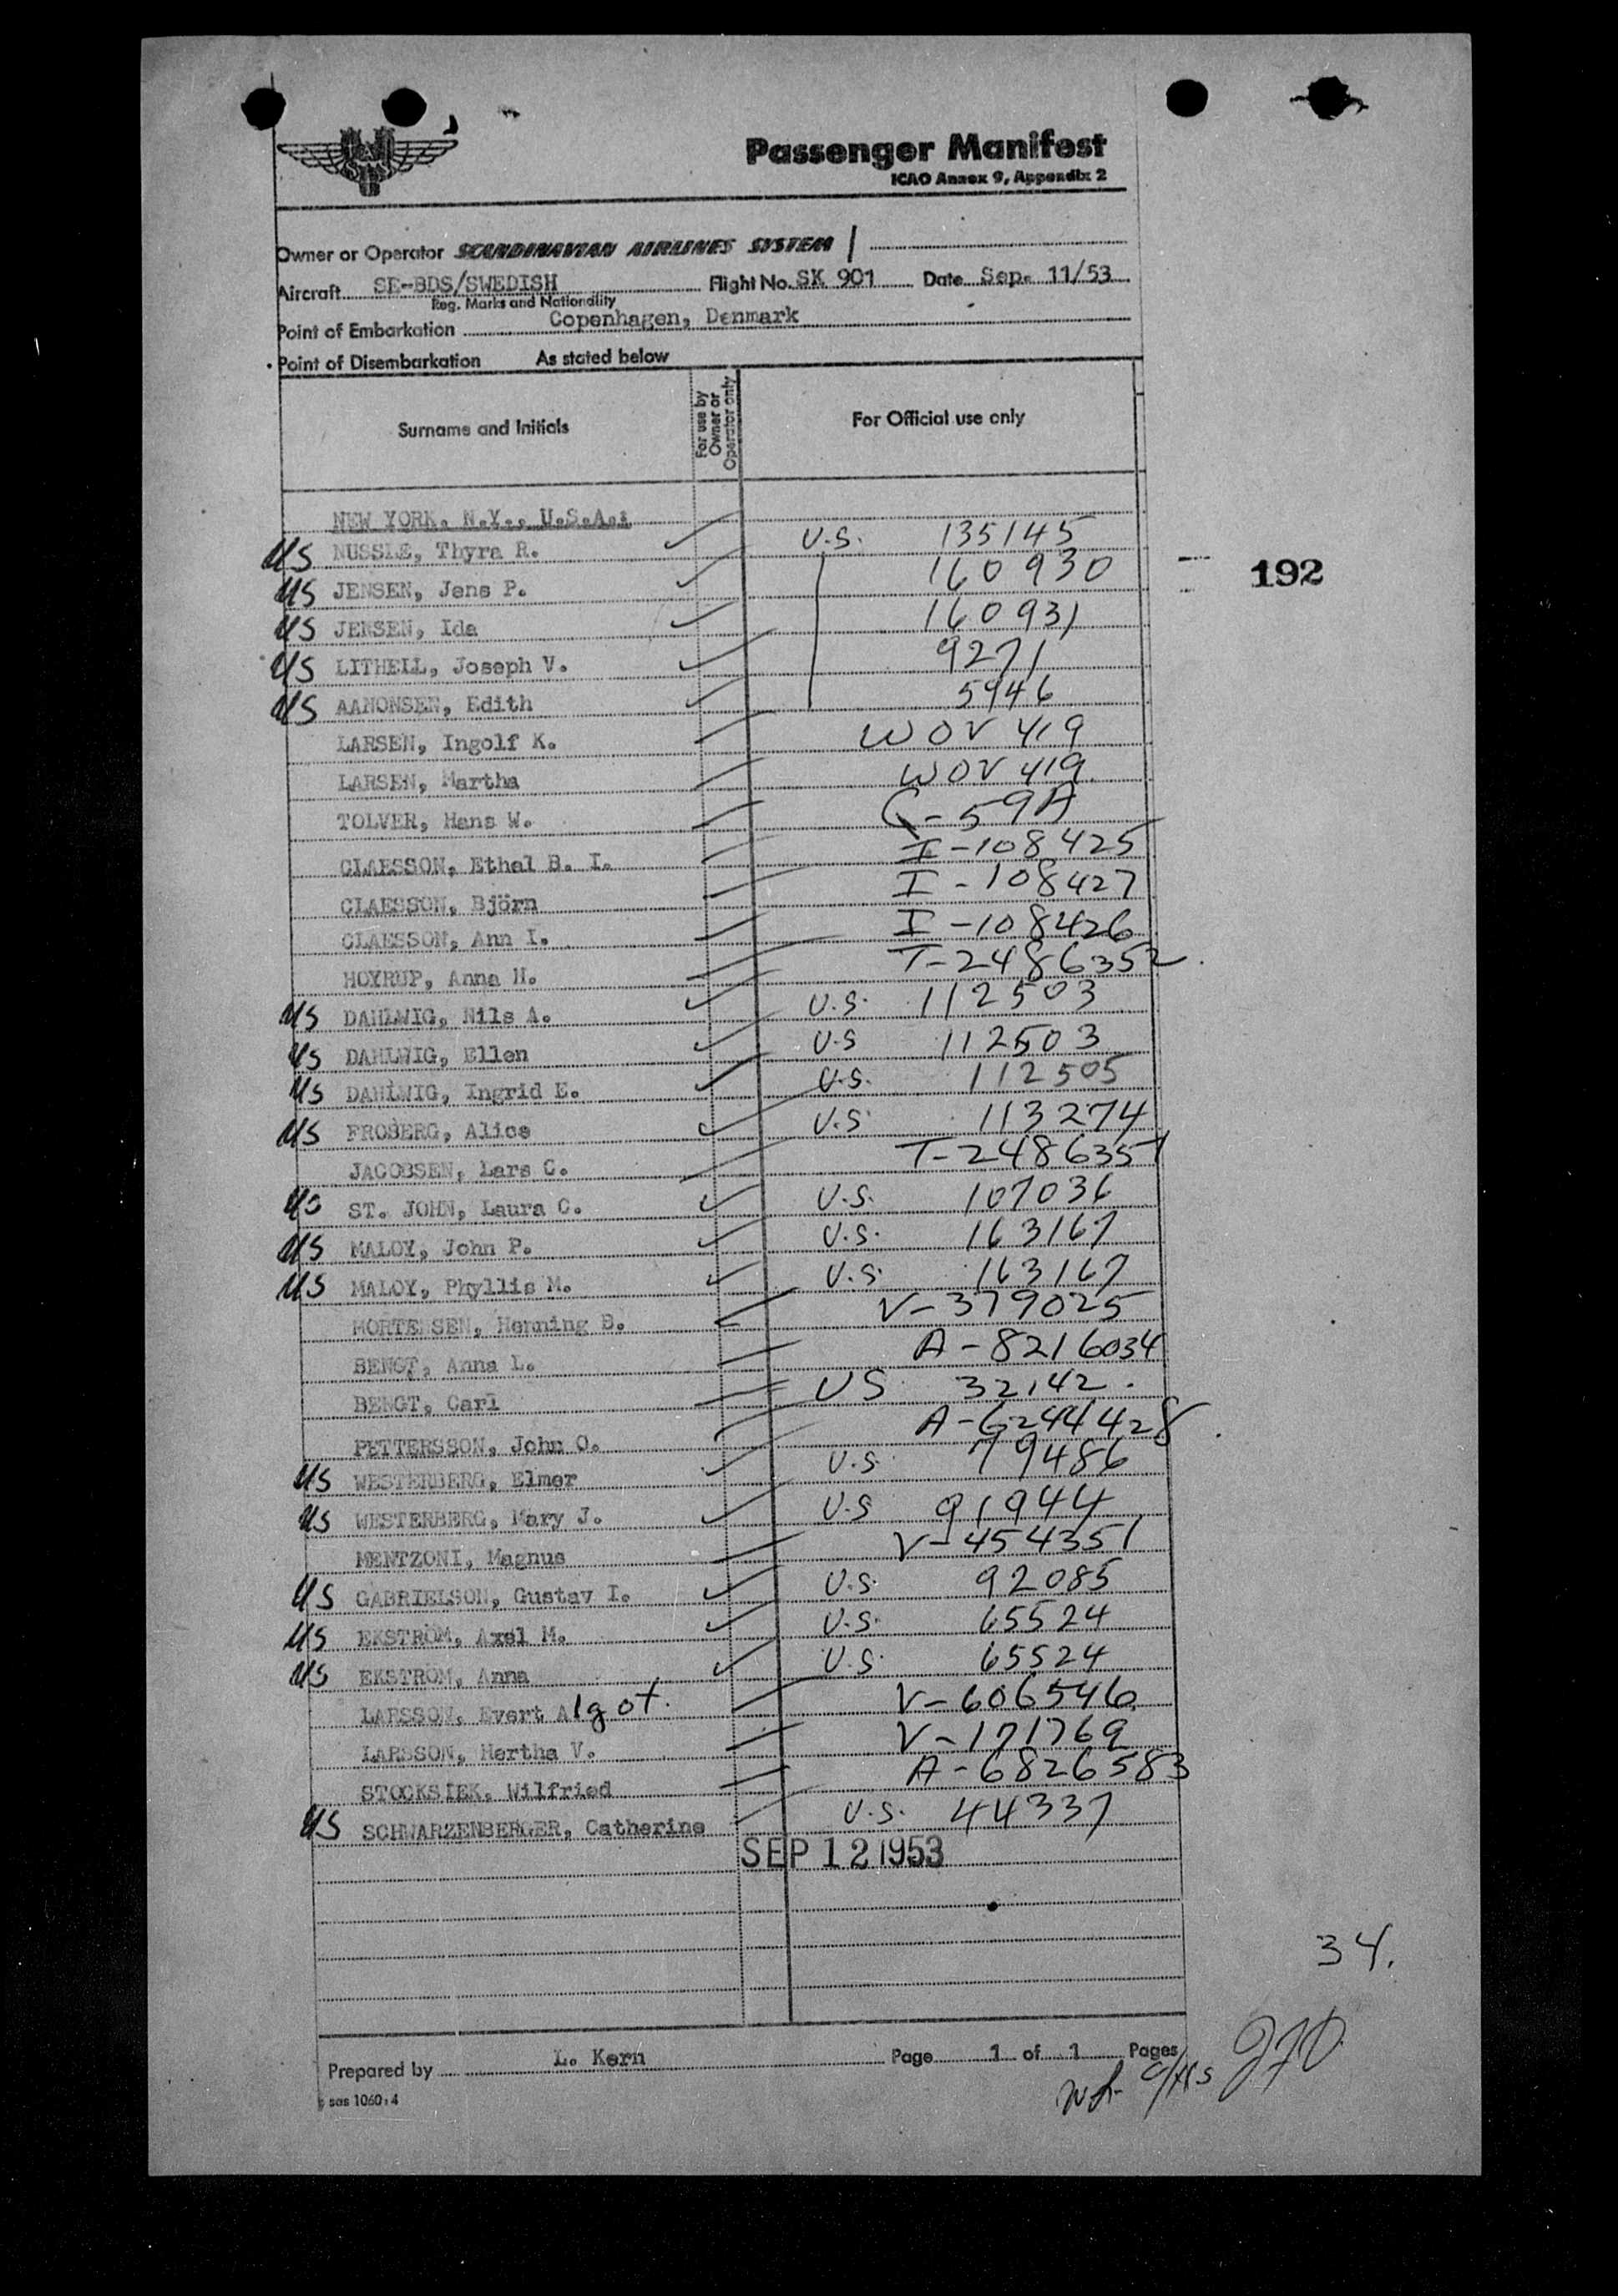 Passenger Manifest
ICAO Annex 9, Appendix 2
Owner or Operator SCANDINAVIAN AIRLINES SYSTEM
Aircraft SE-BDS/SWEDISH Flight No. SK 901 Date Sep. 11/53
Reg. Marks and Nationality
Point of Embarkation Copenhagen, Denmark
Point of Disembarkation As stated below
Surname and Initials For use by Owner or Operator only For Official use only
NEW YORK, N.Y., U.S.A.:
US NUSSLE, Thyra R. U.S. 135145
US JENSEN, Jens P. 160930
192
US JENSEN, Ida 160931
US LITHELL, Joseph V. 9271
US AANONSEN, Edith 5946
LARSEN, Ingolf K. WOV 419
LARSEN, Martha WOV 419
TOLVER, Hans W. -59A
CLAESSON, Ethel B. I. I-108425
CLAESSON, Björn I-108427
CLAESSON, Ann I. I-108426
HOYRUP, Anna H. T-2486352
US DAHLWIG, Nils A. U.S. 112503
US DAHLWIG, Ellen U.S 112503
US DAHLWIG, Ingrid E. U.S. 112505
US FROBERG, Alice U.S. 113274
JACOBSEN, Lars C. T-2486351
US ST. JOHN, Laura C. U.S. 107036
US MALOY, John P. U.S. 163167
US MALOY, Phyllis M. U.S. 163167
MORTENSEN, Henning B. V-379025
BENGT, Anna L. A-8216034
BENGT, Carl US 32142.
PETTERSSON, John O. A-6244428
US WESTERBERG, Elmer U.S. 79486
US WESTERBERG, Mary J. U.S 91944
MENTZONI, Magnus V-454351
US GABRIELSON, Gustav I. U.S. 92085
US EKSTROM, Axel M. U.S. 65524
US EKSTROM, Anna U.S. 65524
LARSSON, Evert Algot. V-606546
LARSSON, Hertha V. V-171769
STOCKSIEK, Wilfried A-6826583
US SCHWARZENBERGER, Catherine U.S. 44337
SEP 12 1953
34.
Prepared by L. Kern Page 1 of 1 Pages
sas 1060:4